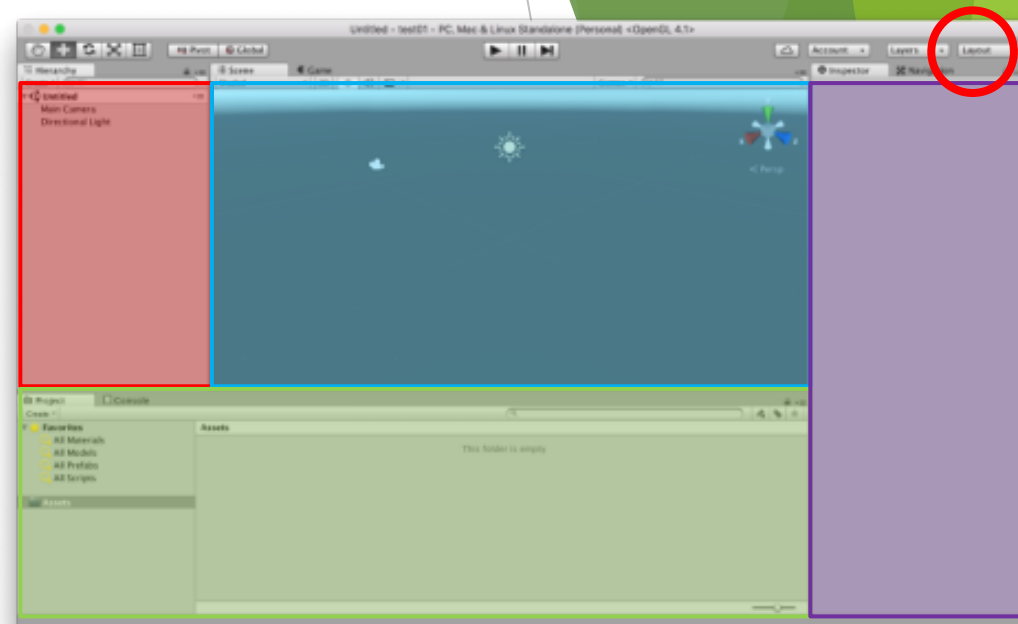 Untitled - test01 - PC, Mac & Linux Standalone (Personal) <OpenGL 4.1>
Pivot Global Account Layers Layout
Hierarchy Scene Game Inspector Navigation
Untitled
Main Camera
Directional Light
< Persp
Project Console
Create
Favorites Assets
All Materials This folder is empty
All Models
All Prefabs
All Scripts
Assets